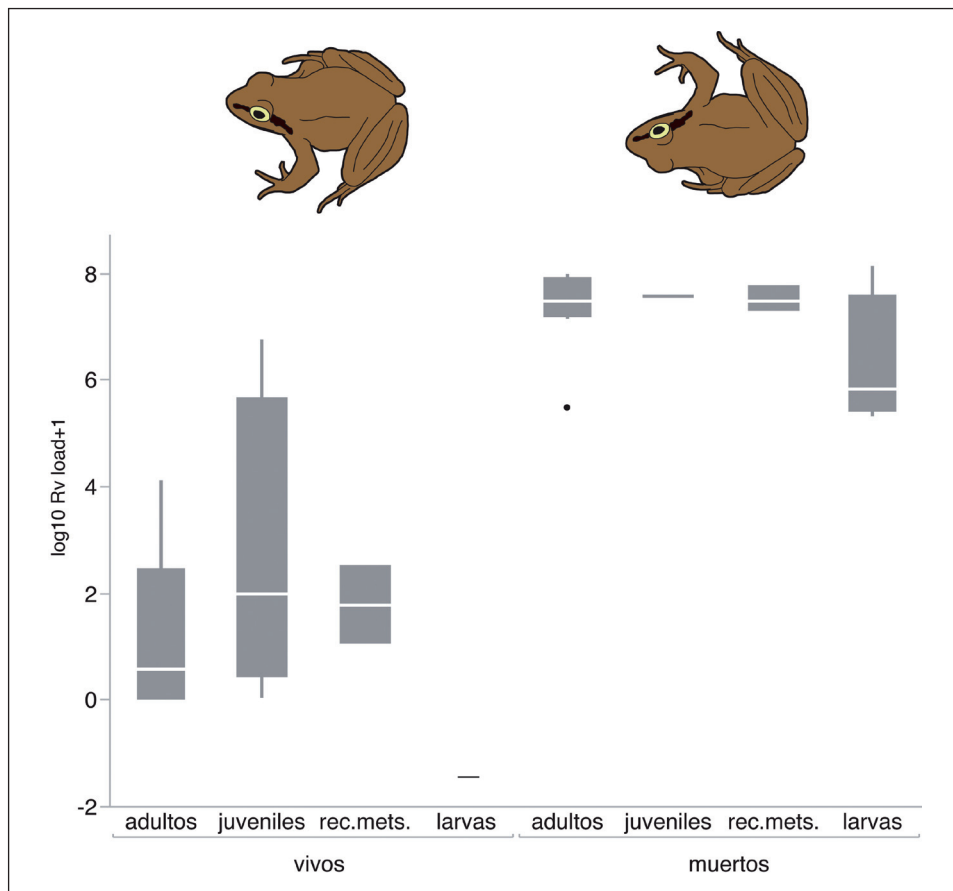 8
6
4
2
0
-2
log10 Rv load+1
adultos juveniles rec.mets. larvas adultos juveniles rec.mets. larvas
vivos muertos